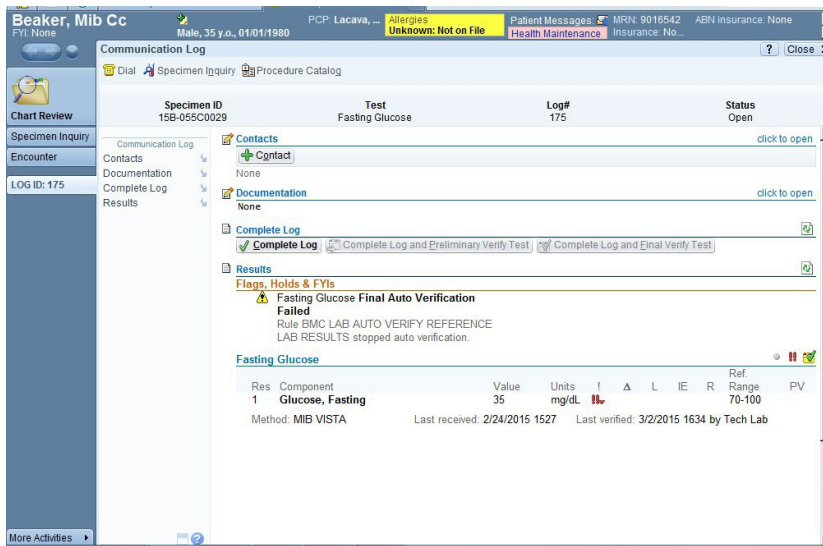 Beaker, Mib Cc
FYI: None
Male, 35 y.o., 01/01/1980
PCP: Lacava, ...
Allergies
Unknown: Not on File
Patient Messages:
Health Maintenance
MRN: 9016542
Insurance: No...
ABN insurance: None
Communication Log
? Close
Dial Specimen Inquiry Procedure Catalog
Chart Review
Specimen Inquiry
Encounter
LOG ID: 175
More Activities
Specimen ID Test Log# Status
15B-055C0029 Fasting Glucose 175 Open
Communication Log
Contacts
Documentation
Complete Log
Results
Contacts click to open
Contact
None
Documentation click to open
None
Complete Log
Complete Log Complete Log and Preliminary Verify Test Complete Log and Final Verify Test
Results
Flags, Holds & FYIs
Fasting Glucose Final Auto Verification
Failed
Rule BMC LAB AUTO VERIFY REFERENCE
LAB RESULTS stopped auto verification.
Fasting Glucose
Res Component Value Units ! Δ L IE R Ref. Range PV
1 Glucose, Fasting 35 mg/dL !! 70-100
Method: MIB VISTA Last received: 2/24/2015 1527 Last verified: 3/2/2015 1634 by Tech Lab